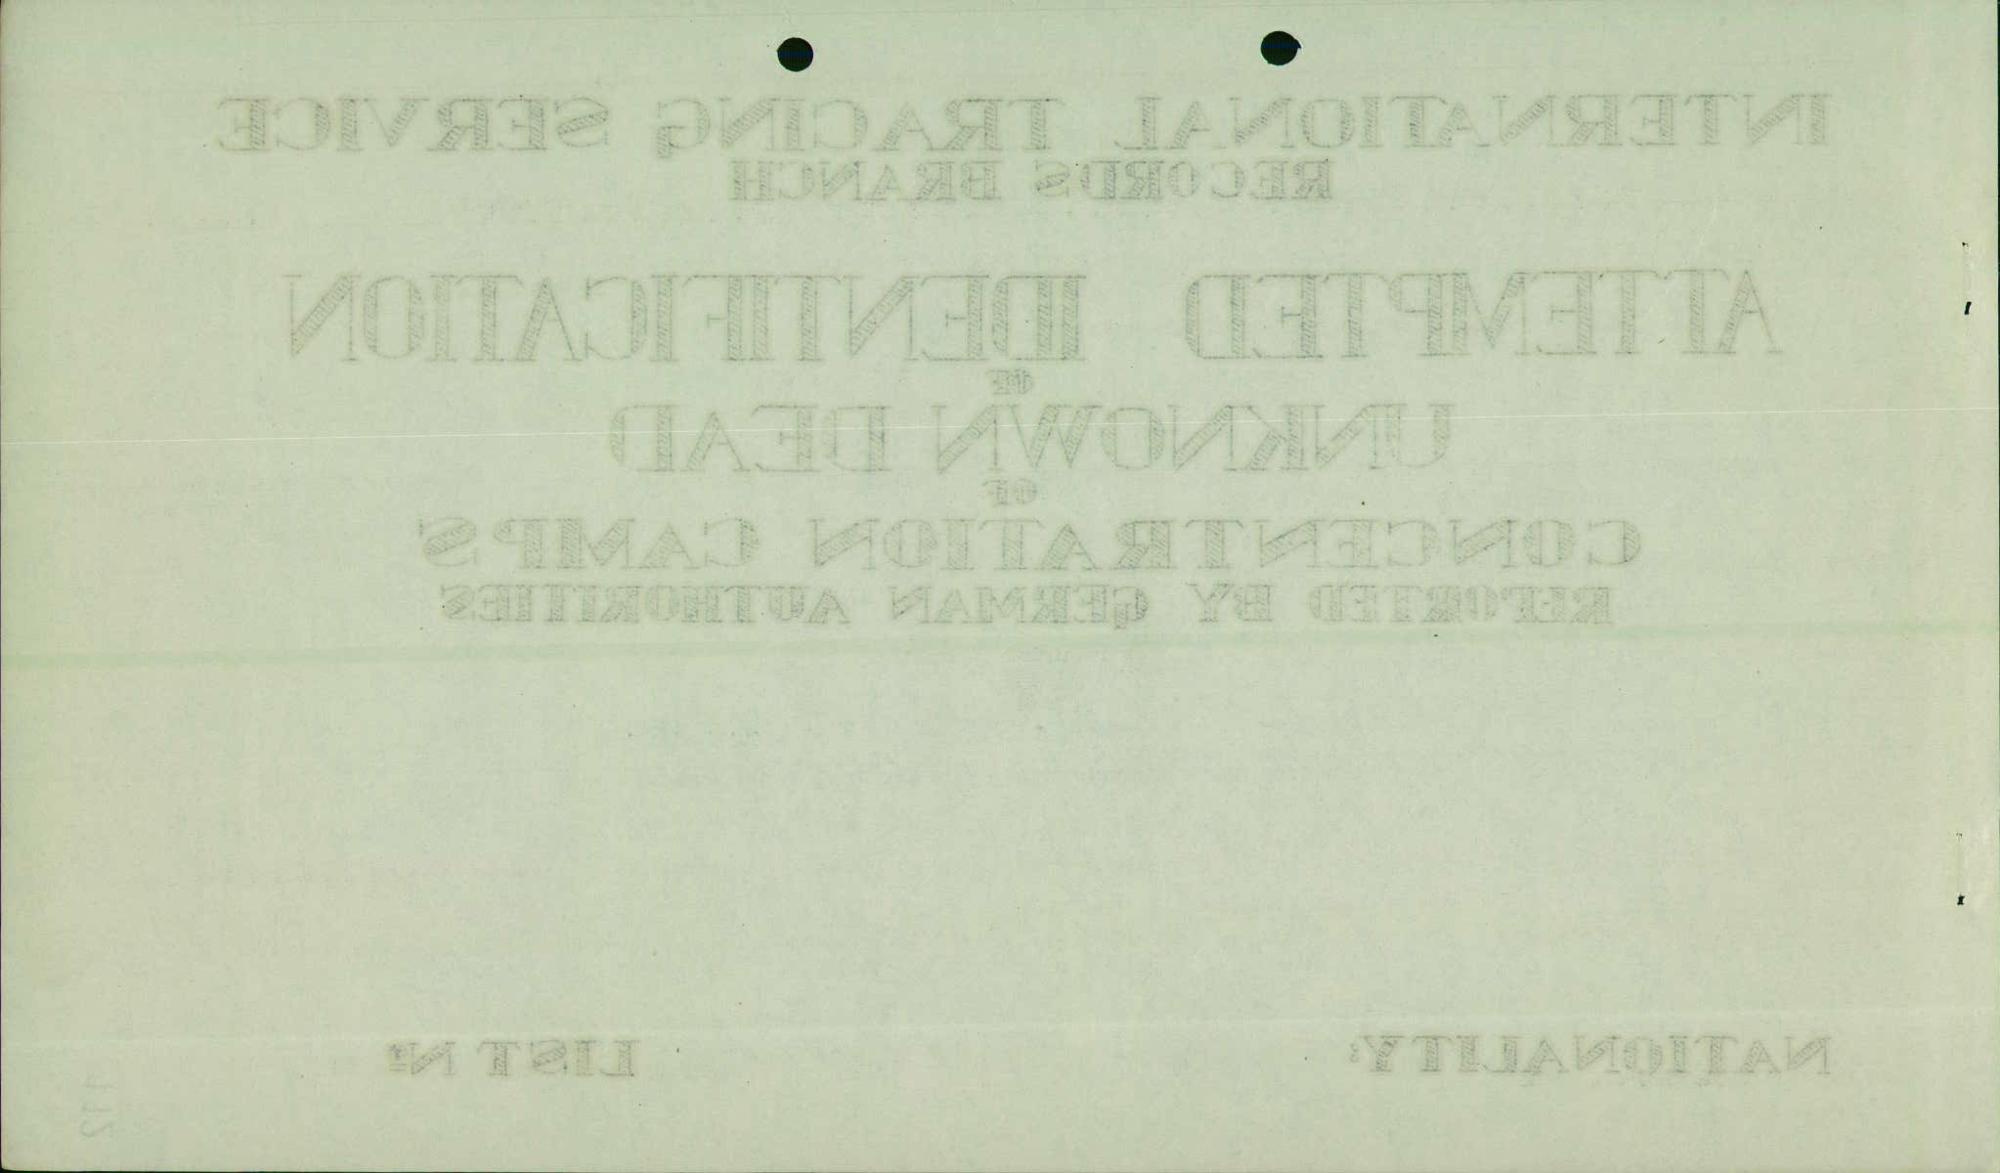 INTERNATIONAL TRACING SERVICE
RECORDS BRANCH
ATTEMPTED IDENTIFICATION
OF
UNKNOWN DEAD
OF
CONCENTRATION CAMPS
REPORTED BY GERMAN AUTHORITIES
NATIONALITY:
LIST Nº